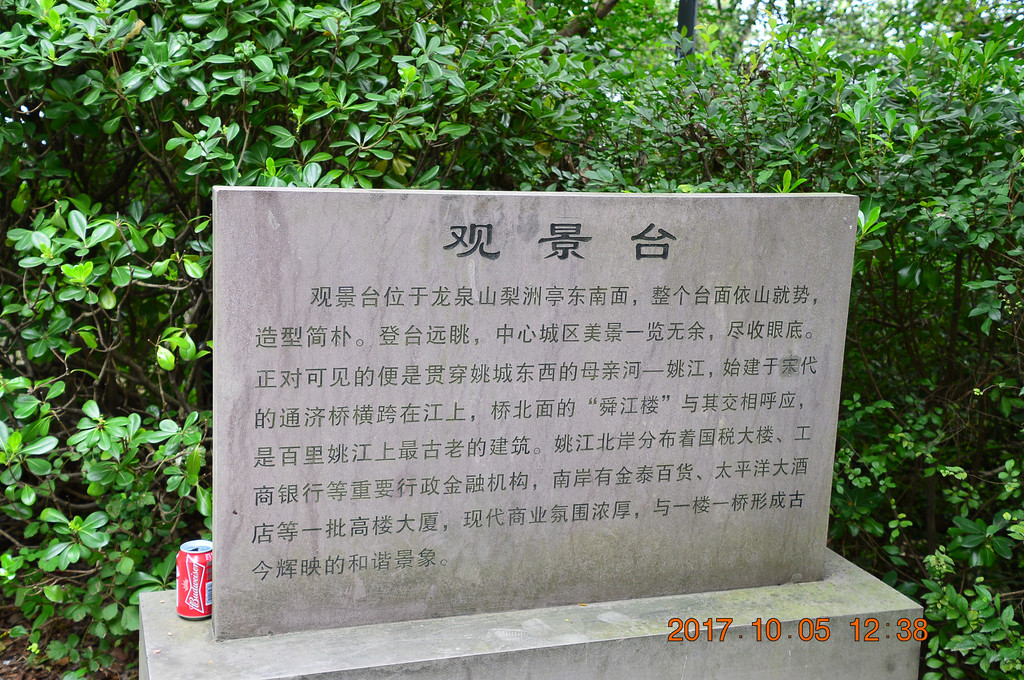 观景台
观景台位于龙泉山梨洲亭东南面，整个台面依山就势，
造型简朴。登台远眺，中心城区美景一览无余，尽收眼底。
正对可见的便是贯穿姚城东西的母亲河—姚江，始建于宋代
的通济桥横跨在江上，桥北面的“舜江楼”与其交相呼应，
是百里姚江上最古老的建筑。姚江北岸分布着国税大楼、工
商银行等重要行政金融机构，南岸有金泰百货、太平洋大酒
店等一批高楼大厦，现代商业氛围浓厚，与一楼一桥形成古
今辉映的和谐景象。
Budweiser
2017.10.05 12:38